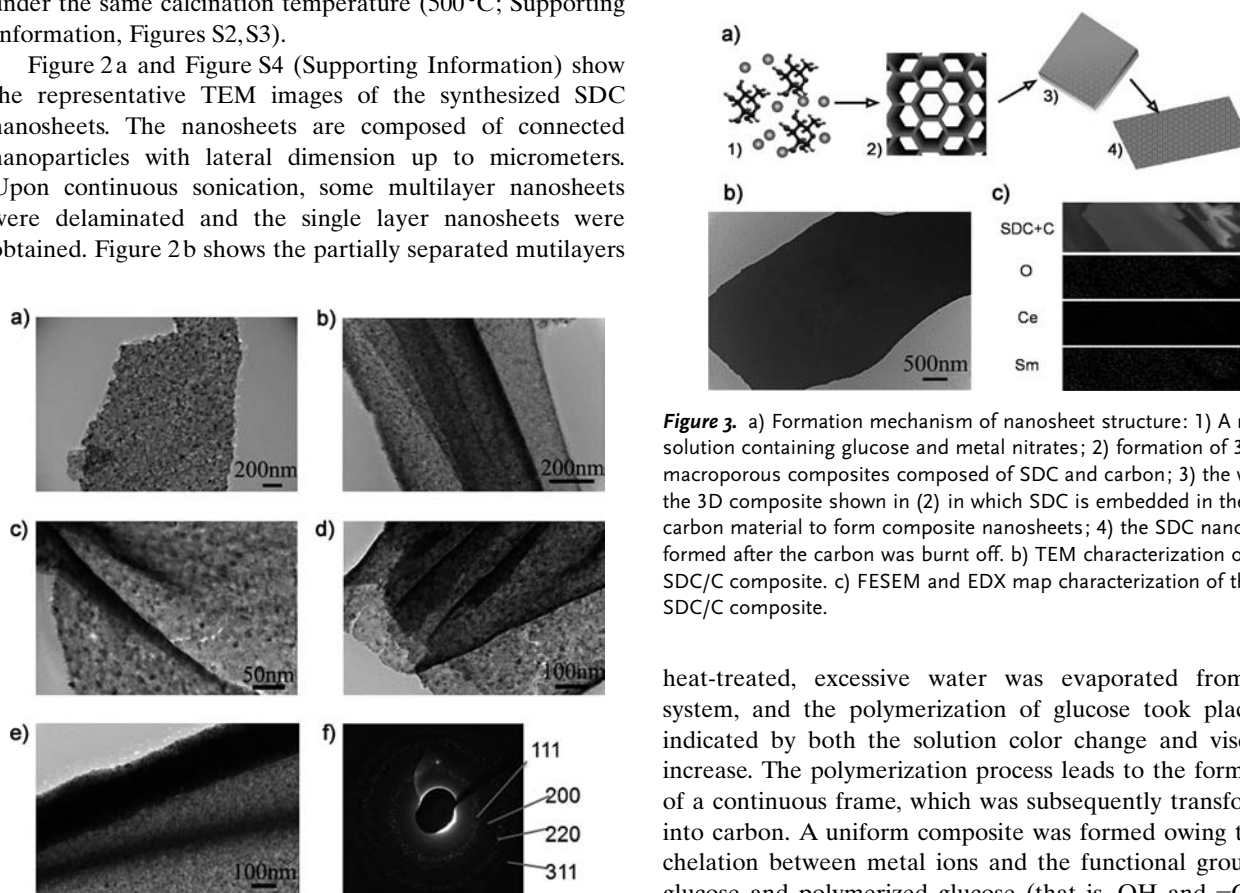 under the same calcination temperature (500 °C; Supporting
Information, Figures S2, S3).
Figure 2 a and Figure S4 (Supporting Information) show
the representative TEM images of the synthesized SDC
nanosheets. The nanosheets are composed of connected
nanoparticles with lateral dimension up to micrometers.
Upon continuous sonication, some multilayer nanosheets
were delaminated and the single layer nanosheets were
obtained. Figure 2 b shows the partially separated mutilayers
a)
200nm
b)
200nm
c)
50nm
d)
100nm
e)
100nm
f)
111
200
220
311
a)
1)
2)
3)
4)
b)
500nm
c)
SDC+C
O
Ce
Sm
Figure 3. a) Formation mechanism of nanosheet structure: 1) A
solution containing glucose and metal nitrates; 2) formation of
macroporous composites composed of SDC and carbon; 3) the
the 3D composite shown in (2) in which SDC is embedded in the
carbon material to form composite nanosheets; 4) the SDC
formed after the carbon was burnt off. b) TEM characterization
SDC/C composite. c) FESEM and EDX map characterization of
SDC/C composite.
heat-treated, excessive water was evaporated from
system, and the polymerization of glucose took
indicated by both the solution color change and
increase. The polymerization process leads to the
of a continuous frame, which was subsequently
into carbon. A uniform composite was formed owing
chelation between metal ions and the functional
glucose and polymerized glucose (that is, OH and